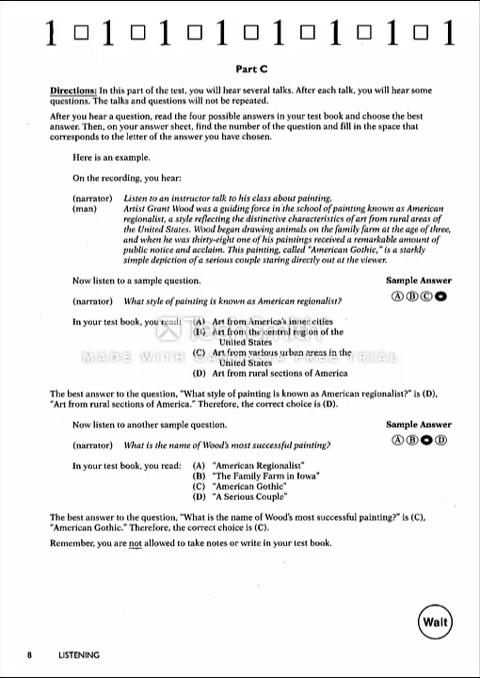 1 □ 1 □ 1 □ 1 □ 1 □ 1 □ 1 □ 1
Part C
Directions: In this part of the test, you will hear several talks. After each talk, you will hear some
questions. The talks and questions will not be repeated.
After you hear a question, read the four possible answers in your test book and choose the best
answer. Then, on your answer sheet, find the number of the question and fill in the space that
corresponds to the letter of the answer you have chosen.
Here is an example.
On the recording, you hear:
(narrator) Listen to an instructor talk to his class about painting.
(man) Artist Grant Wood was a guiding force in the school of painting known as American
regionalist, a style reflecting the distinctive characteristics of art from rural areas of
the United States. Wood began drawing animals on the family farm at the age of three,
and when he was thirty-eight one of his paintings received a remarkable amount of
public notice and acclaim. This painting, called "American Gothic," is a starkly
simple depiction of a serious couple staring directly out at the viewer.
Now listen to a sample question. Sample Answer
(narrator) What style of painting is known as American regionalist? Ⓐ Ⓑ Ⓒ ●
In your test book, you read: (A) Art from America's inner cities
(B) Art from the central region of the
United States
(C) Art from various urban areas in the
United States
(D) Art from rural sections of America
MADE WITH CAMTASIA FREE TRIAL
The best answer to the question, "What style of painting is known as American regionalist?" is (D),
"Art from rural sections of America." Therefore, the correct choice is (D).
Now listen to another sample question. Sample Answer
(narrator) What is the name of Wood's most successful painting? Ⓐ Ⓑ ● Ⓓ
In your test book, you read: (A) "American Regionalist"
(B) "The Family Farm in Iowa"
(C) "American Gothic"
(D) "A Serious Couple"
The best answer to the question, "What is the name of Wood's most successful painting?" is (C),
"American Gothic." Therefore, the correct choice is (C).
Remember, you are not allowed to take notes or write in your test book.
Wait
8 LISTENING